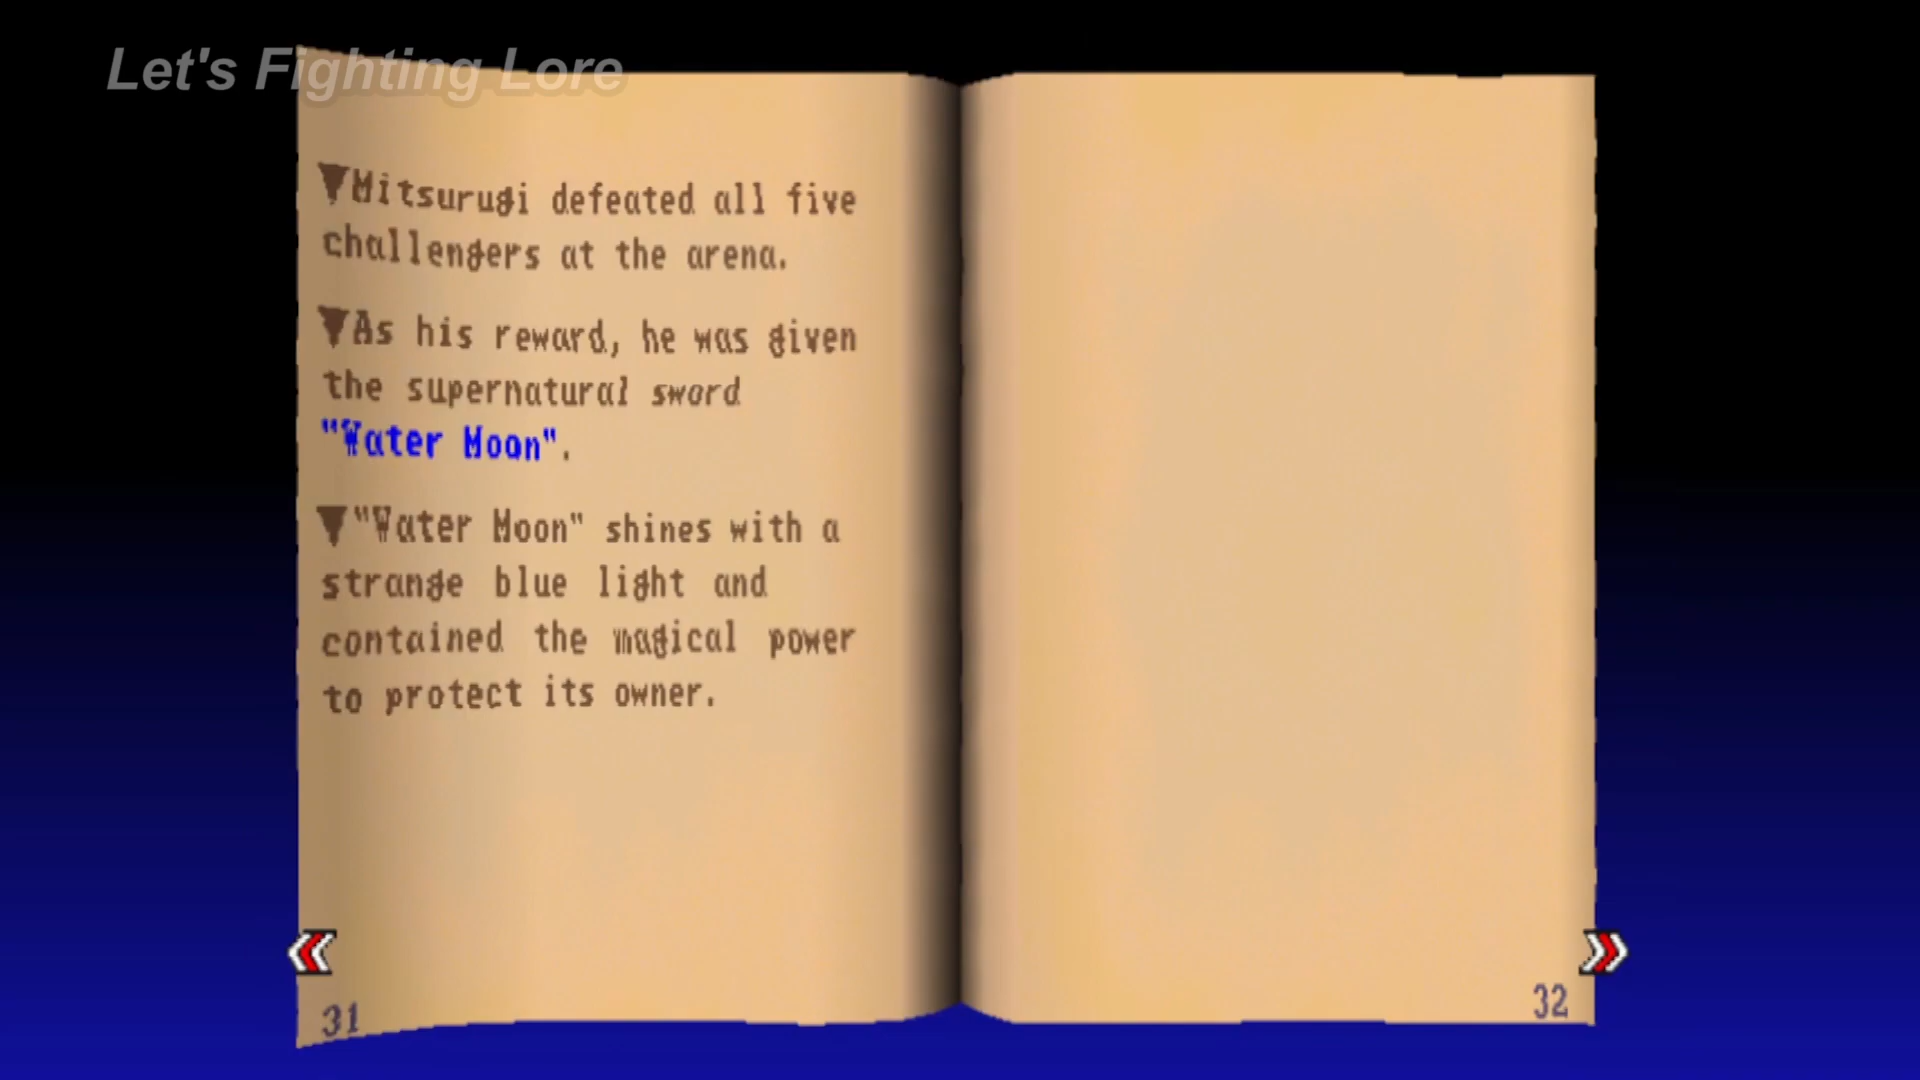 Let's Fighting Lore
▼Mitsurugi defeated all five
challengers at the arena.
▼As his reward, he was given
the supernatural sword
"Water Moon".
▼"Water Moon" shines with a
strange blue light and
contained the magical power
to protect its owner.
31
32